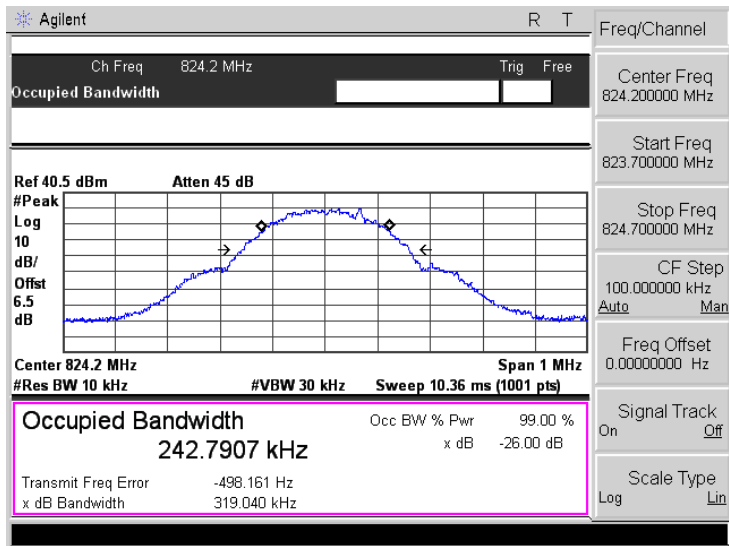 Agilent R T
Freq/Channel
Ch Freq 824.2 MHz Trig Free
Occupied Bandwidth
Center Freq
824.200000 MHz
Start Freq
823.700000 MHz
Stop Freq
824.700000 MHz
CF Step
100.000000 kHz
Auto Man
Freq Offset
0.00000000 Hz
Signal Track
On Off
Scale Type
Log Lin
Ref 40.5 dBm Atten 45 dB
#Peak
Log
10
dB/
Offst
6.5
dB
Center 824.2 MHz Span 1 MHz
#Res BW 10 kHz #VBW 30 kHz Sweep 10.36 ms (1001 pts)
Occupied Bandwidth Occ BW % Pwr 99.00 %
242.7907 kHz x dB -26.00 dB
Transmit Freq Error -498.161 Hz
x dB Bandwidth 319.040 kHz